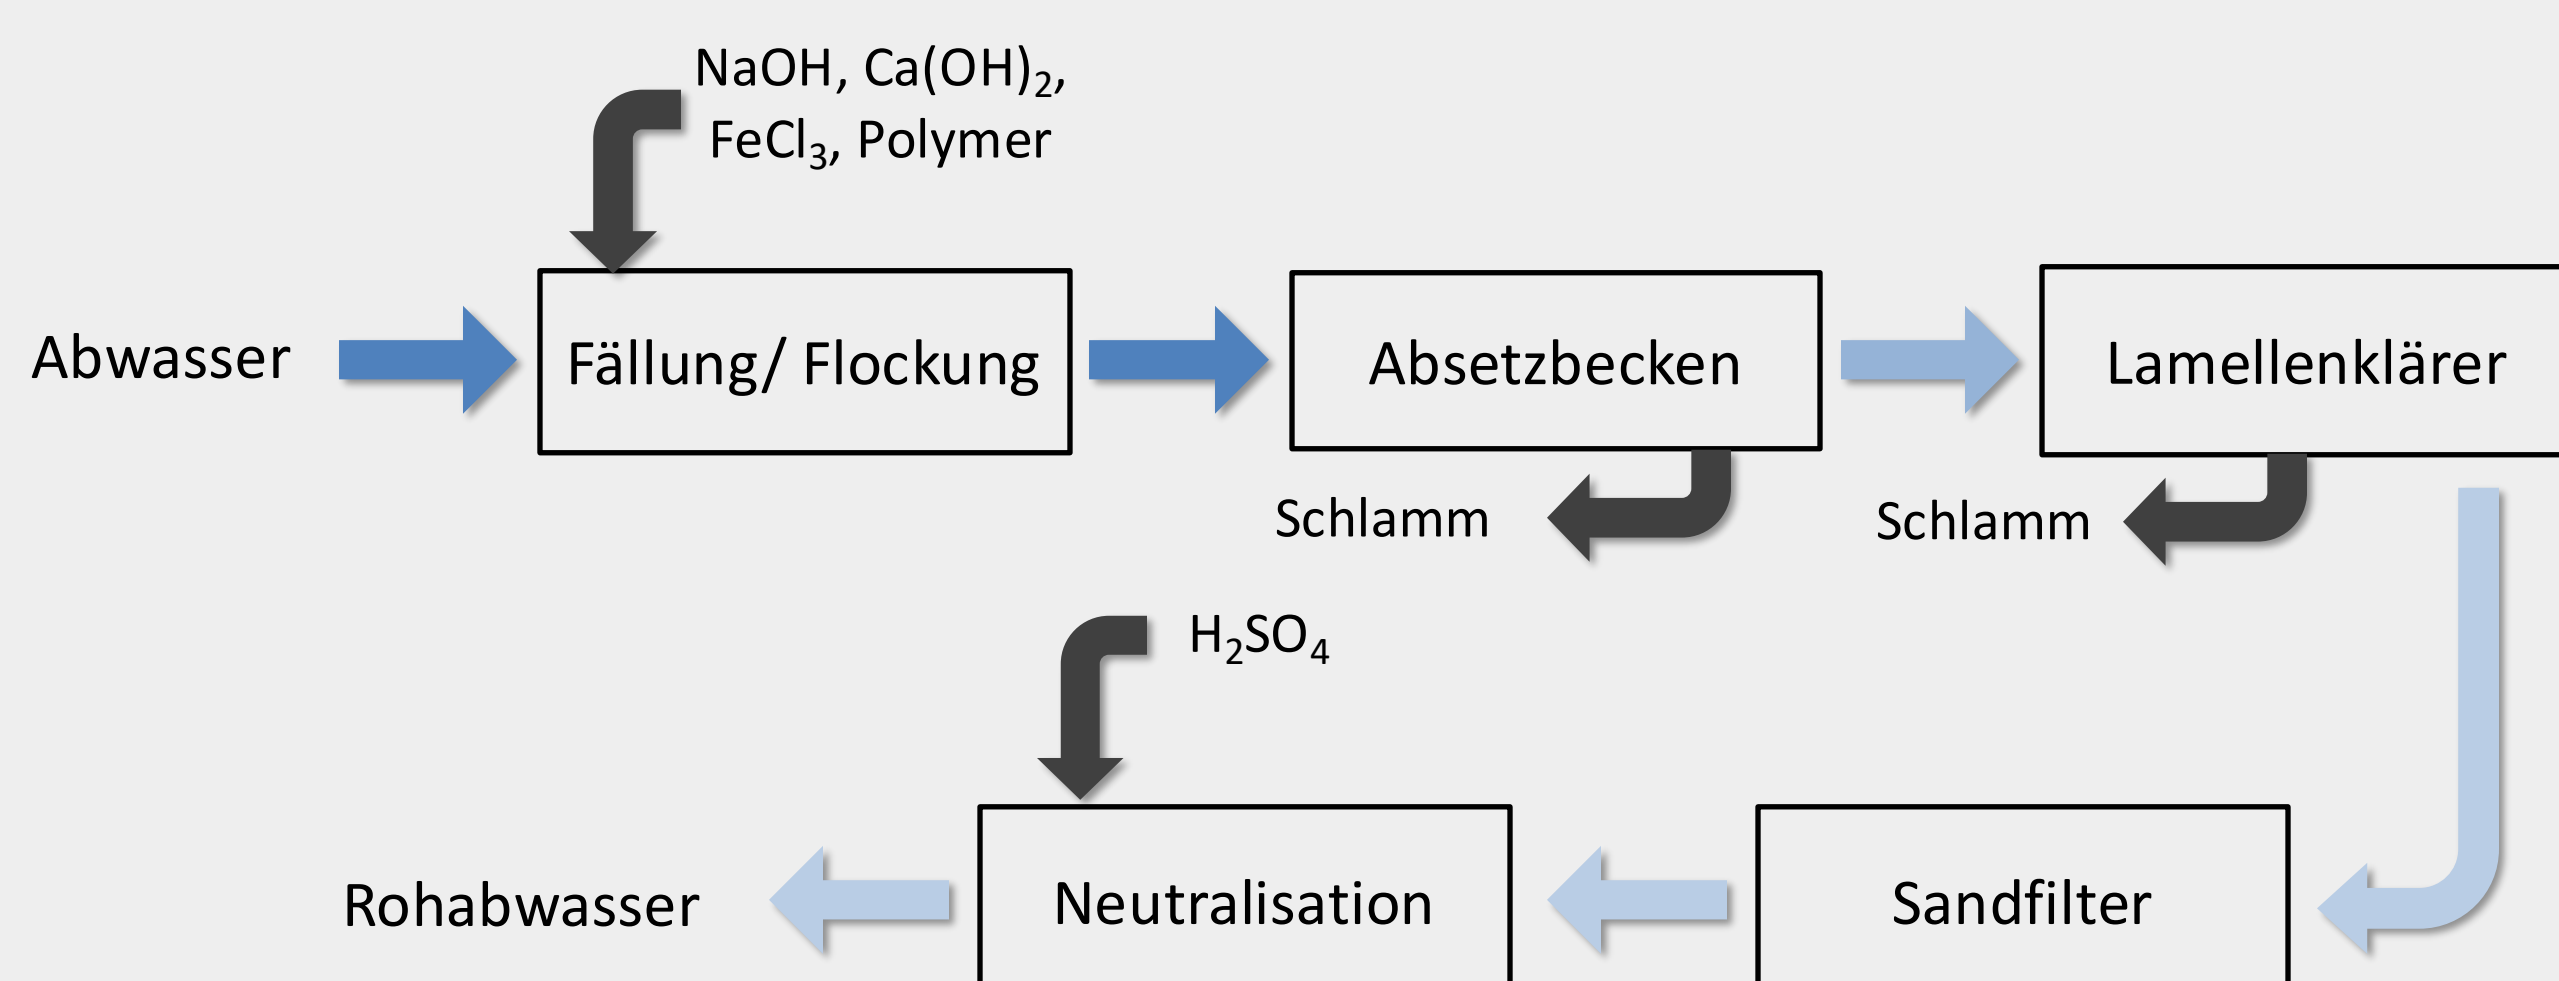 NaOH, Ca(OH)₂,
FeCl₃, Polymer
Abwasser
Fällung/ Flockung
Absetzbecken
Lamellenklärer
Schlamm
Schlamm
H₂SO₄
Rohabwasser
Neutralisation
Sandfilter